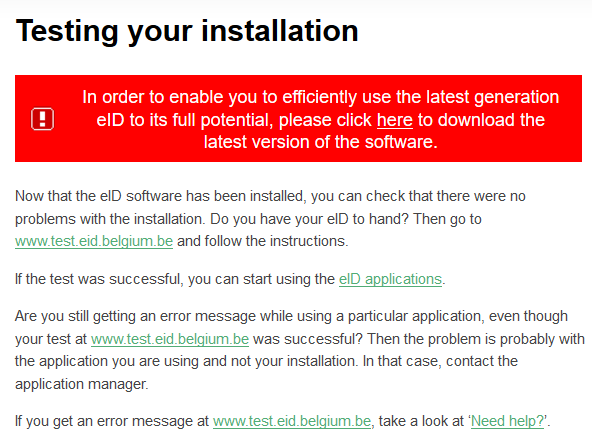 Testing your installation
In order to enable you to efficiently use the latest generation
eID to its full potential, please click here to download the
latest version of the software.
Now that the eID software has been installed, you can check that there were no
problems with the installation. Do you have your eID to hand? Then go to
www.test.eid.belgium.be and follow the instructions.
If the test was successful, you can start using the eID applications.
Are you still getting an error message while using a particular application, even though
your test at www.test.eid.belgium.be was successful? Then the problem is probably with
the application you are using and not your installation. In that case, contact the
application manager.
If you get an error message at www.test.eid.belgium.be, take a look at ‘Need help?’.